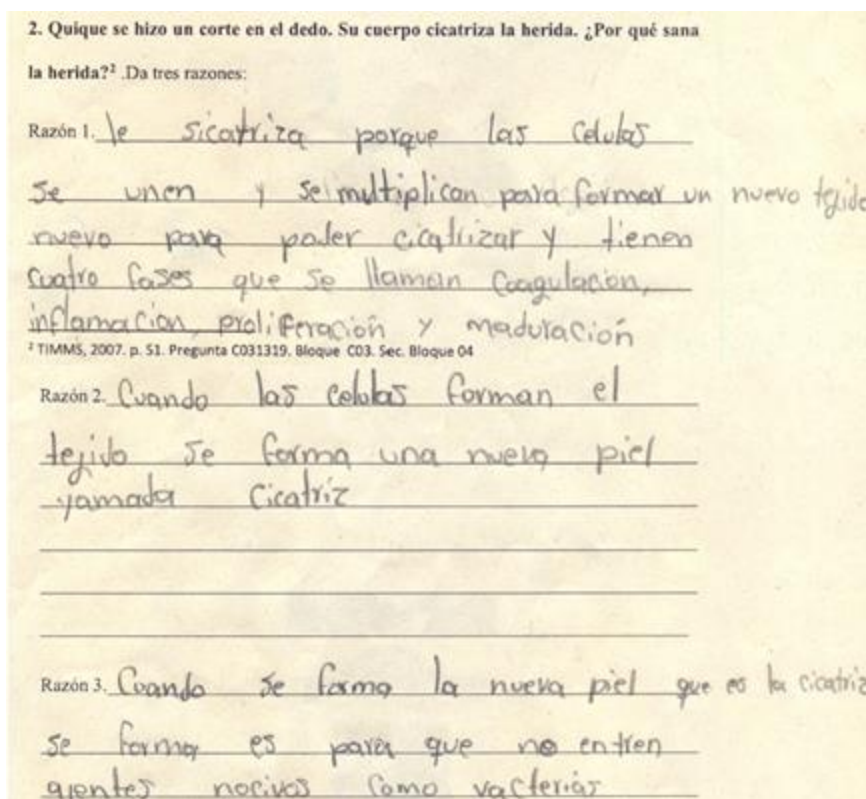 2. Quique se hizo un corte en el dedo. Su cuerpo cicatriza la herida. ¿Por qué sana
la herida?² .Da tres razones:
Razón 1. le sicatriza porque las celulas
se unen y se multiplican para formar un nuevo tejido
nuevo para poder cicatrizar y tienen
cuatro fases que se llaman Coagulacion,
inflamacion, proliferación y maduración
² TIMMS, 2007. p. 51. Pregunta C031319. Bloque C03. Sec. Bloque 04
Razón 2. Cuando las celulas forman el
tejido se forma una nueva piel
yamada Cicatriz
Razón 3. Cuando se forma la nueva piel que es la cicatriz
se forma es para que no entren
agentes nocivos Como vacterias